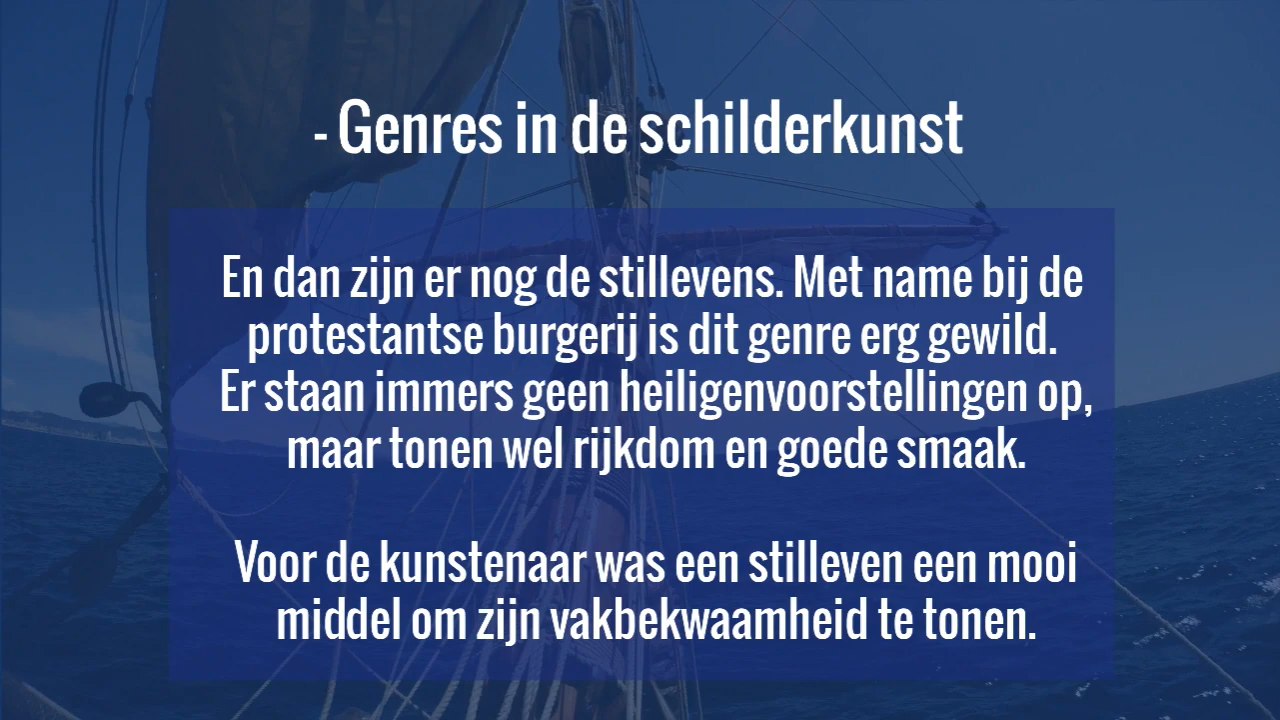 - Genres in de schilderkunst
En dan zijn er nog de stillevens. Met name bij de
protestantse burgerij is dit genre erg gewild.
Er staan immers geen heiligenvoorstellingen op,
maar tonen wel rijkdom en goede smaak.
Voor de kunstenaar was een stilleven een mooi
middel om zijn vakbekwaamheid te tonen.